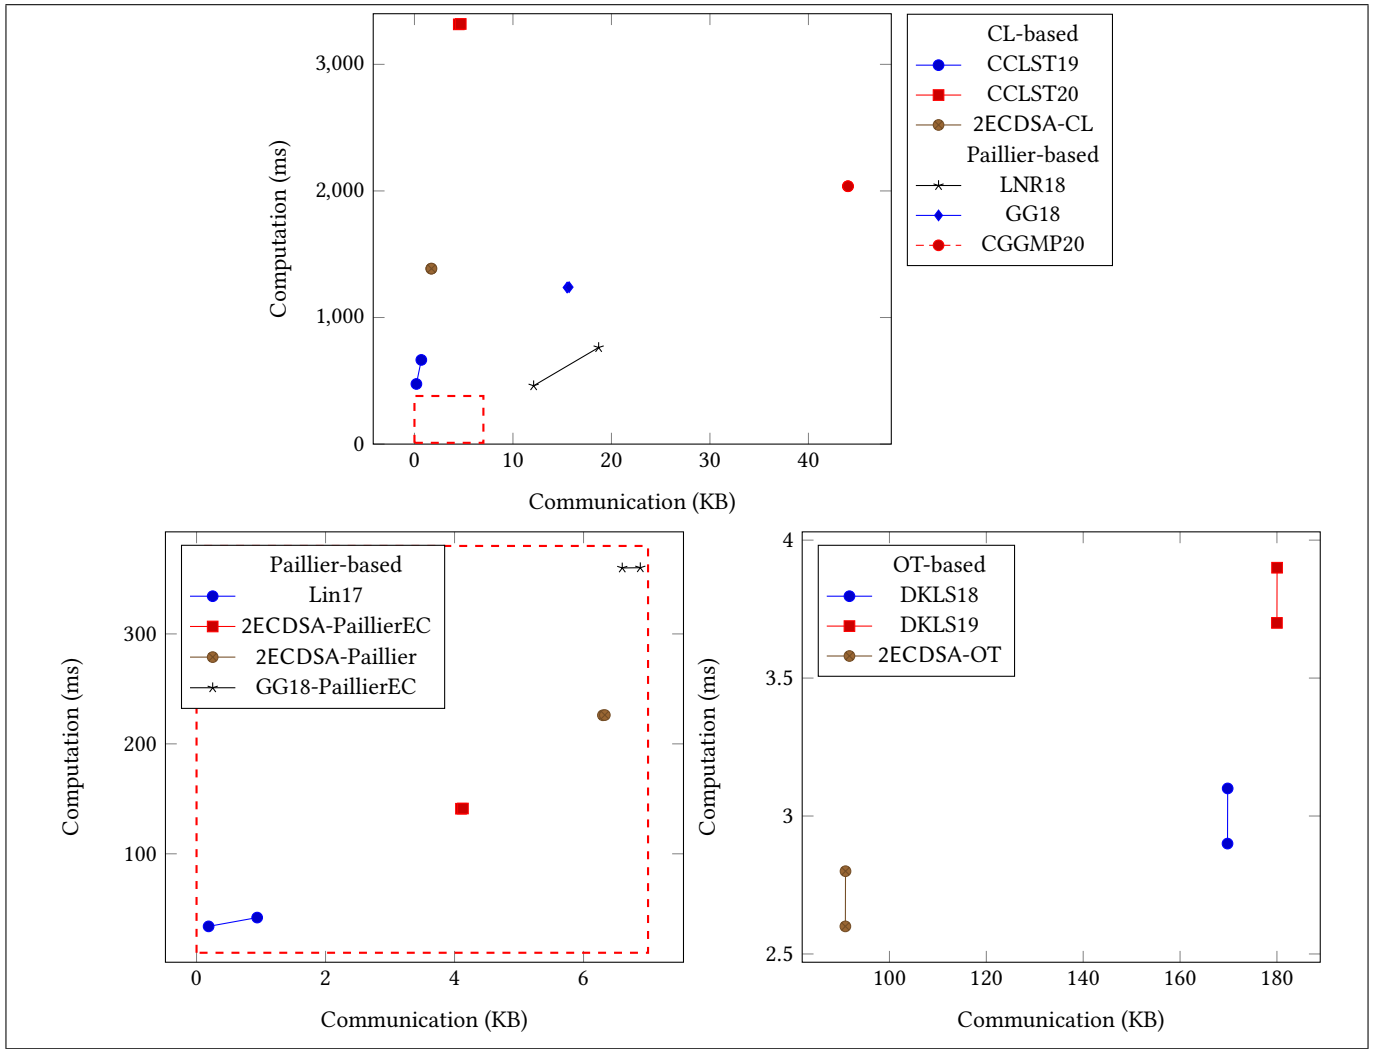 3,000
2,000
1,000
0
Computation (ms)
0 10 20 30 40
Communication (KB)
CL-based
CCLST19
CCLST20
2ECDSA-CL
Paillier-based
LNR18
GG18
CGGMP20
300
200
100
Computation (ms)
0 2 4 6
Communication (KB)
Paillier-based
Lin17
2ECDSA-PaillierEC
2ECDSA-Paillier
GG18-PaillierEC
4
3.5
3
2.5
Computation (ms)
100 120 140 160 180
Communication (KB)
OT-based
DKLS18
DKLS19
2ECDSA-OT